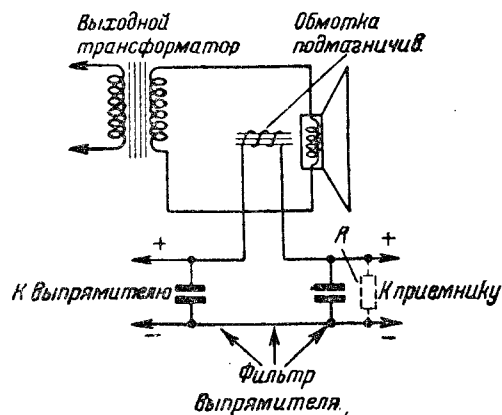 Выходной
трансформатор
Обмотка
подмагничив.
+
R
+
К выпрямителю
К приемнику
–
–
Фильтр
выпрямителя